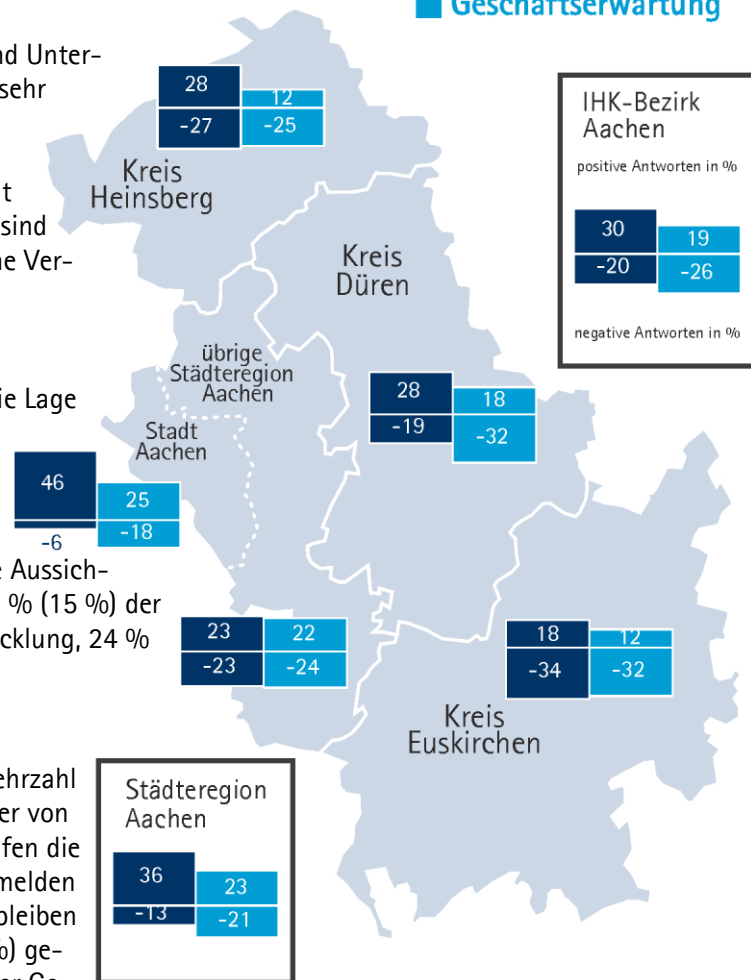 Geschäftserwartung
nd Unter-
sehr
t
sind
ne Ver-
ie Lage
e Aussich-
% (15 %) der
cklung, 24 %
ehrzahl
er von
fen die
melden
bleiben
%) ge-
28
12
-27
-25
Kreis
Heinsberg
IHK-Bezirk
Aachen
positive Antworten in %
30
19
-20
-26
negative Antworten in %
Kreis
Düren
28
18
-19
-32
übrige
Städteregion
Aachen
Stadt
Aachen
46
25
-6
-18
23
22
-23
-24
18
12
-34
-32
Kreis
Euskirchen
Städteregion
Aachen
36
23
-13
-21